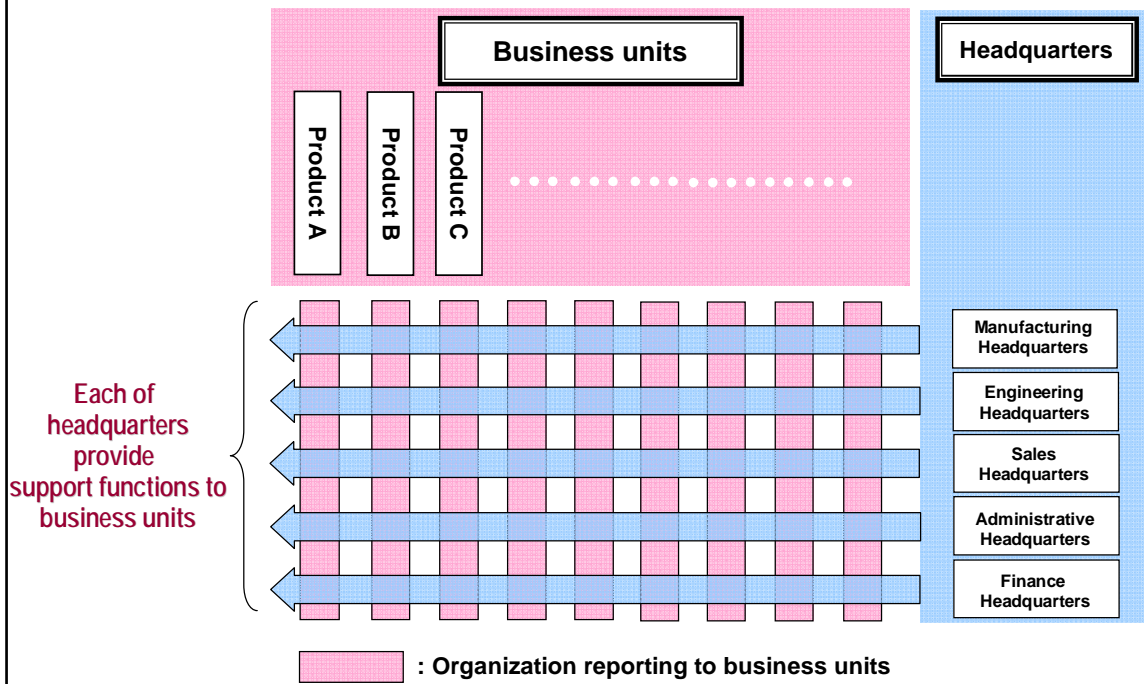 Business units
Headquarters
Product A
Product B
Product C
Manufacturing
Headquarters
Engineering
Headquarters
Sales
Headquarters
Administrative
Headquarters
Finance
Headquarters
Each of
headquarters
provide
support functions to
business units
: Organization reporting to business units